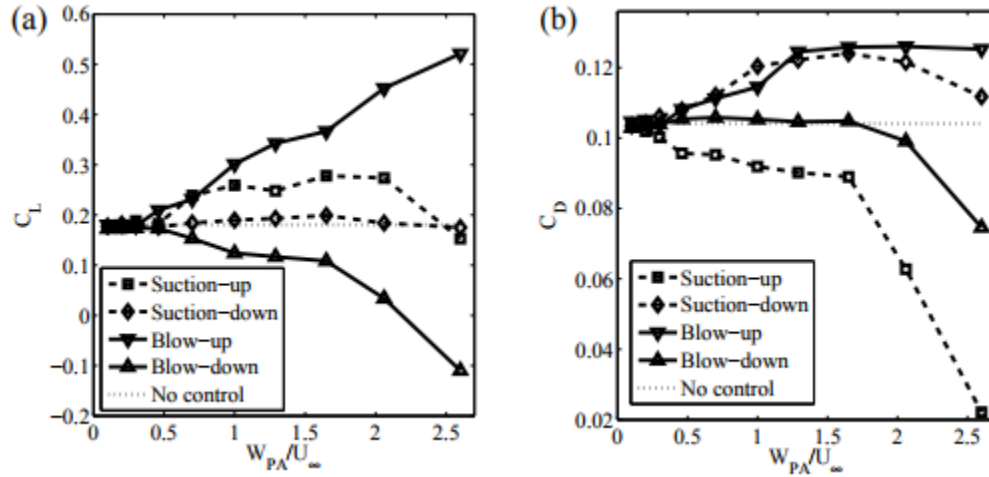 (a)
0.6
0.5
0.4
0.3
0.2
0.1
0
−0.1
−0.2
C_L
Suction−up
Suction−down
Blow−up
Blow−down
No control
0 0.5 1 1.5 2 2.5
W_PA/U_∞
(b)
0.12
0.1
0.08
0.06
0.04
0.02
C_D
Suction−up
Suction−down
Blow−up
Blow−down
No control
0.5 1 1.5 2 2.5
W_PA/U_∞